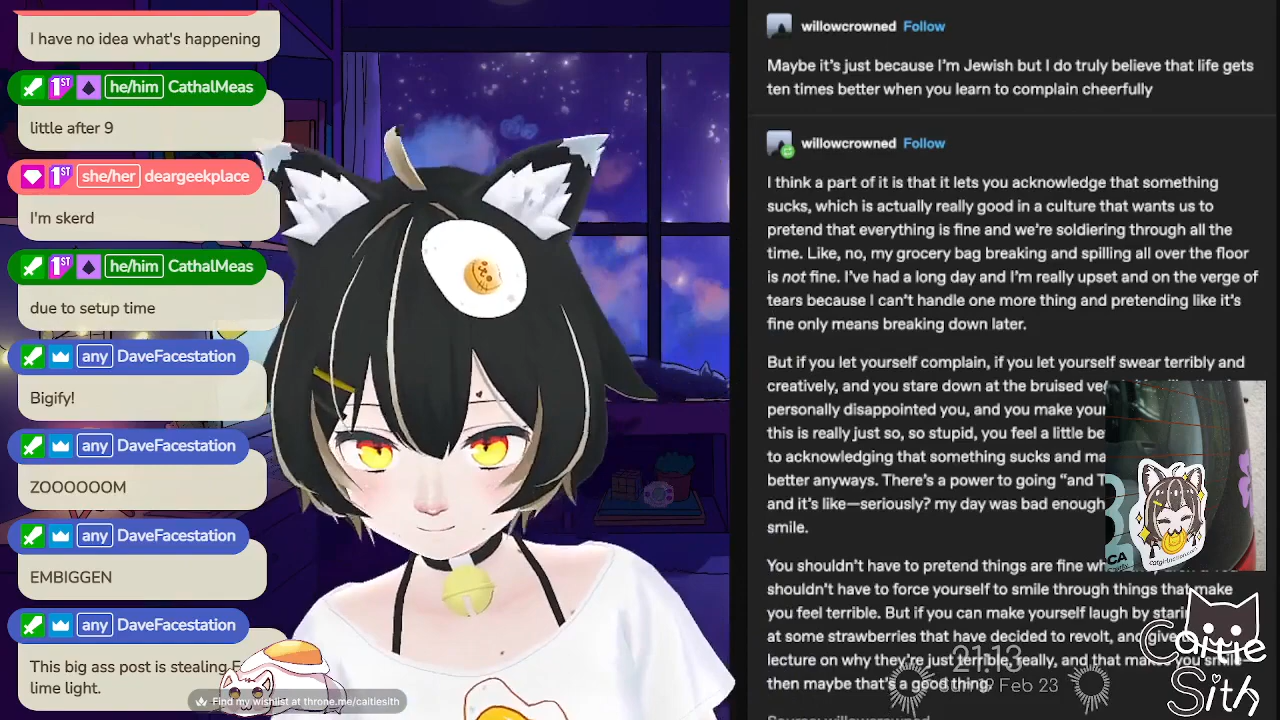 I have no idea what's happening
1ST he/him CathalMeas
little after 9
1ST she/her deargeekplace
I'm skerd
1ST he/him CathalMeas
due to setup time
any DaveFacestation
Bigify!
any DaveFacestation
ZOOOOOOM
any DaveFacestation
EMBIGGEN
any DaveFacestation
This big ass post is stealing
lime light.
Find my wishlist at throne.me/caitiesith
willowcrowned Follow
Maybe it's just because I'm Jewish but I do truly believe that life gets
ten times better when you learn to complain cheerfully
willowcrowned Follow
I think a part of it is that it lets you acknowledge that something
sucks, which is actually really good in a culture that wants us to
pretend that everything is fine and we're soldiering through all the
time. Like, no, my grocery bag breaking and spilling all over the floor
is not fine. I've had a long day and I'm really upset and on the verge of
tears because I can't handle one more thing and pretending like it's
fine only means breaking down later.
But if you let yourself complain, if you let yourself swear terribly and
creatively, and you stare down at the bruised
personally disappointed you, and you make
this is really just so, so stupid, you feel a little
to acknowledging that something sucks and
better anyways. There's a power to going "and
and it's like—seriously? my day was bad enough
smile.
You shouldn't have to pretend things are fine
shouldn't have to force yourself to smile through things that make
you feel terrible. But if you can make yourself laugh by
at some strawberries that have decided to revolt, and
lecture on why they're just terrible, really, and that
then maybe that's a good thing.
21:13
Feb 23
Caitie
Sith